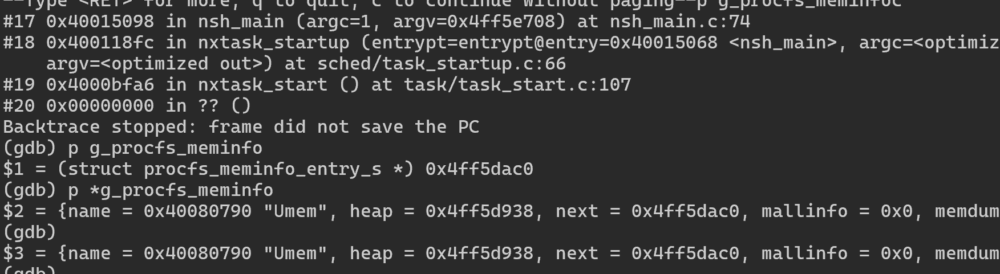 --Type <RET> for more, q to quit, c to continue without paging--p g_procfs_meminfoc
#17 0x40015098 in nsh_main (argc=1, argv=0x4ff5e708) at nsh_main.c:74
#18 0x400118fc in nxtask_startup (entrypt=entrypt@entry=0x40015068 <nsh_main>, argc=<optimiz
    argv=<optimized out>) at sched/task_startup.c:66
#19 0x4000bfa6 in nxtask_start () at task/task_start.c:107
#20 0x00000000 in ?? ()
Backtrace stopped: frame did not save the PC
(gdb) p g_procfs_meminfo
$1 = (struct procfs_meminfo_entry_s *) 0x4ff5dac0
(gdb) p *g_procfs_meminfo
$2 = {name = 0x40080790 "Umem", heap = 0x4ff5d938, next = 0x4ff5dac0, mallinfo = 0x0, memdum
(gdb)
$3 = {name = 0x40080790 "Umem", heap = 0x4ff5d938, next = 0x4ff5dac0, mallinfo = 0x0, memdum
(gdb)